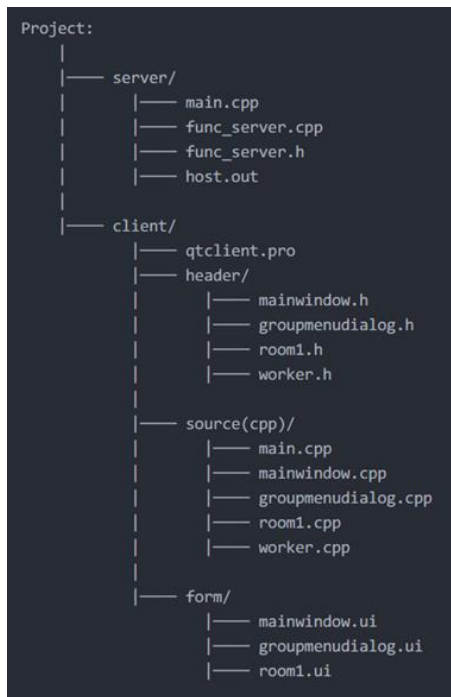 Project:
|
|—— server/
| |—— main.cpp
| |—— func_server.cpp
| |—— func_server.h
| |—— host.out
|
|—— client/
|—— qtclient.pro
|—— header/
| |—— mainwindow.h
| |—— groupmenudialog.h
| |—— room1.h
| |—— worker.h
|
|—— source(cpp)/
| |—— main.cpp
| |—— mainwindow.cpp
| |—— groupmenudialog.cpp
| |—— room1.cpp
| |—— worker.cpp
|
|—— form/
|—— mainwindow.ui
|—— groupmenudialog.ui
|—— room1.ui